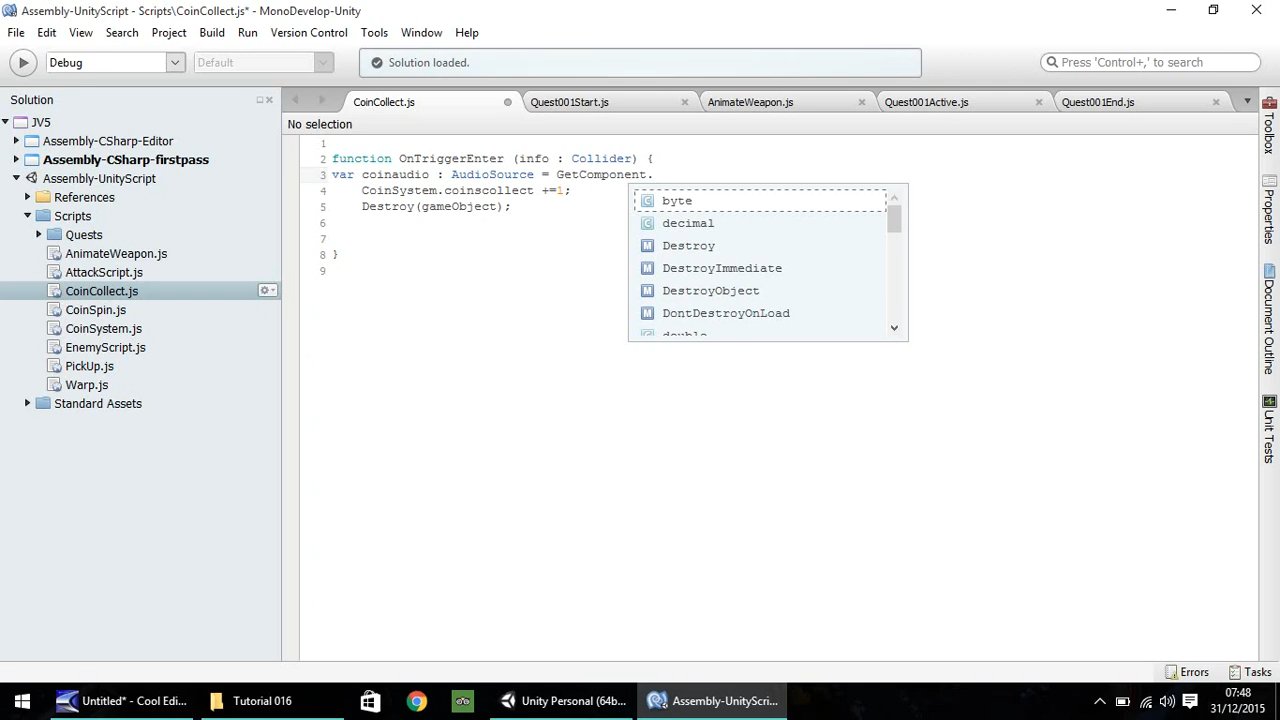 Assembly-UnityScript - Scripts\CoinCollect.js* - MonoDevelop-Unity
File Edit View Search Project Build Run Version Control Tools Window Help
Debug Default Solution loaded. Press 'Control+,' to search
Solution
CoinCollect.js Quest001Start.js AnimateWeapon.js Quest001Active.js Quest001End.js
No selection
JV5
Assembly-CSharp-Editor
Assembly-CSharp-firstpass
Assembly-UnityScript
References
Scripts
Quests
AnimateWeapon.js
AttackScript.js
CoinCollect.js
CoinSpin.js
CoinSystem.js
EnemyScript.js
PickUp.js
Warp.js
Standard Assets
1
2 function OnTriggerEnter (info : Collider) {
3 var coinaudio : AudioSource = GetComponent.
4 CoinSystem.coinscollect +=1;
5 Destroy(gameObject);
6
7
8 }
9
byte
decimal
Destroy
DestroyImmediate
DestroyObject
DontDestroyOnLoad
double
Toolbox
Properties
Document Outline
Unit Tests
Errors Tasks
Untitled* - Cool Edi... Tutorial 016 Unity Personal (64b... Assembly-UnityScri...
07:48
31/12/2015